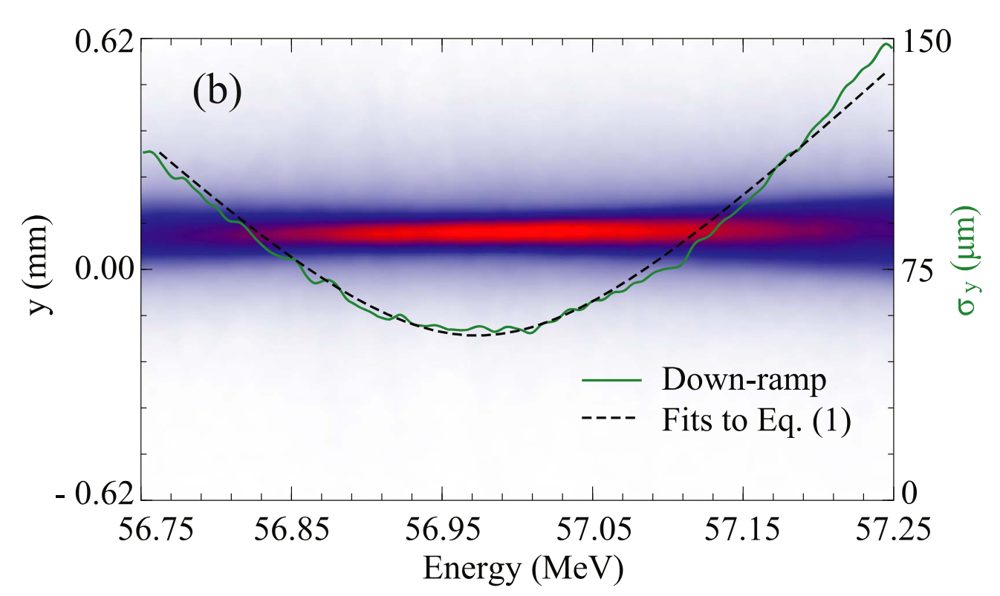 0.62
150
(b)
y (mm)
0.00
75
σ y (μm)
Down-ramp
Fits to Eq. (1)
- 0.62
0
56.75 56.85 56.95 57.05 57.15 57.25
Energy (MeV)